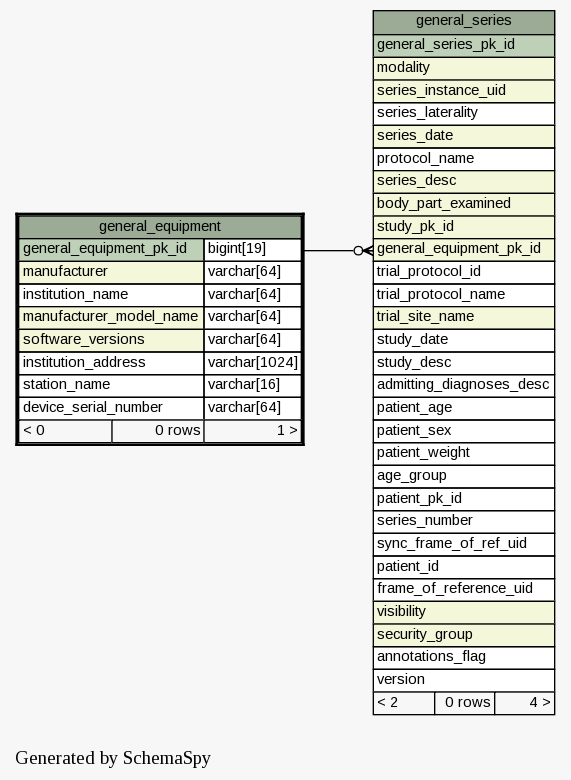 general_equipment
general_equipment_pk_id bigint[19]
manufacturer varchar[64]
institution_name varchar[64]
manufacturer_model_name varchar[64]
software_versions varchar[64]
institution_address varchar[1024]
station_name varchar[16]
device_serial_number varchar[64]
< 0 0 rows 1 >
general_series
general_series_pk_id
modality
series_instance_uid
series_laterality
series_date
protocol_name
series_desc
body_part_examined
study_pk_id
general_equipment_pk_id
trial_protocol_id
trial_protocol_name
trial_site_name
study_date
study_desc
admitting_diagnoses_desc
patient_age
patient_sex
patient_weight
age_group
patient_pk_id
series_number
sync_frame_of_ref_uid
patient_id
frame_of_reference_uid
visibility
security_group
annotations_flag
version
< 2 0 rows 4 >
Generated by SchemaSpy